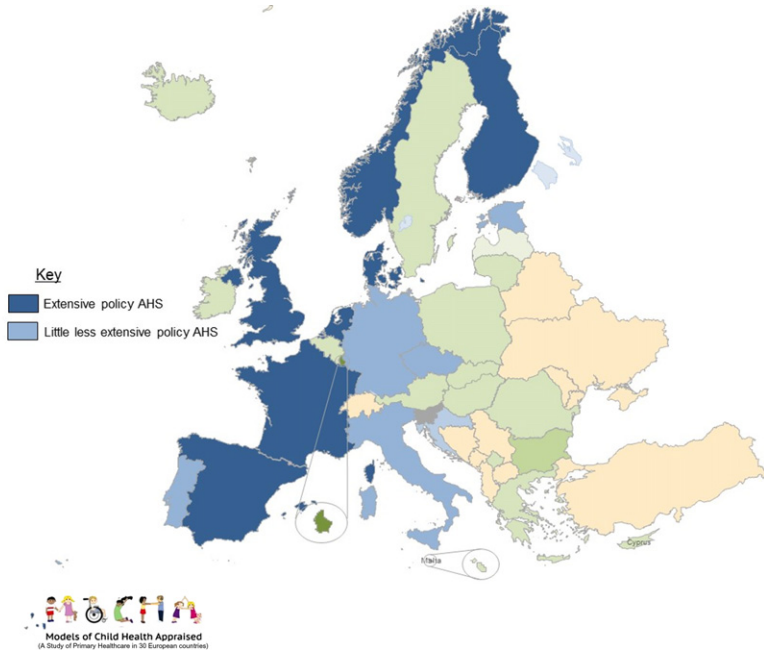 Key
Extensive policy AHS
Little less extensive policy AHS
Malta
Cyprus
MOCHA
Models of Child Health Appraised
(A Study of Primary Healthcare in 30 European countries)